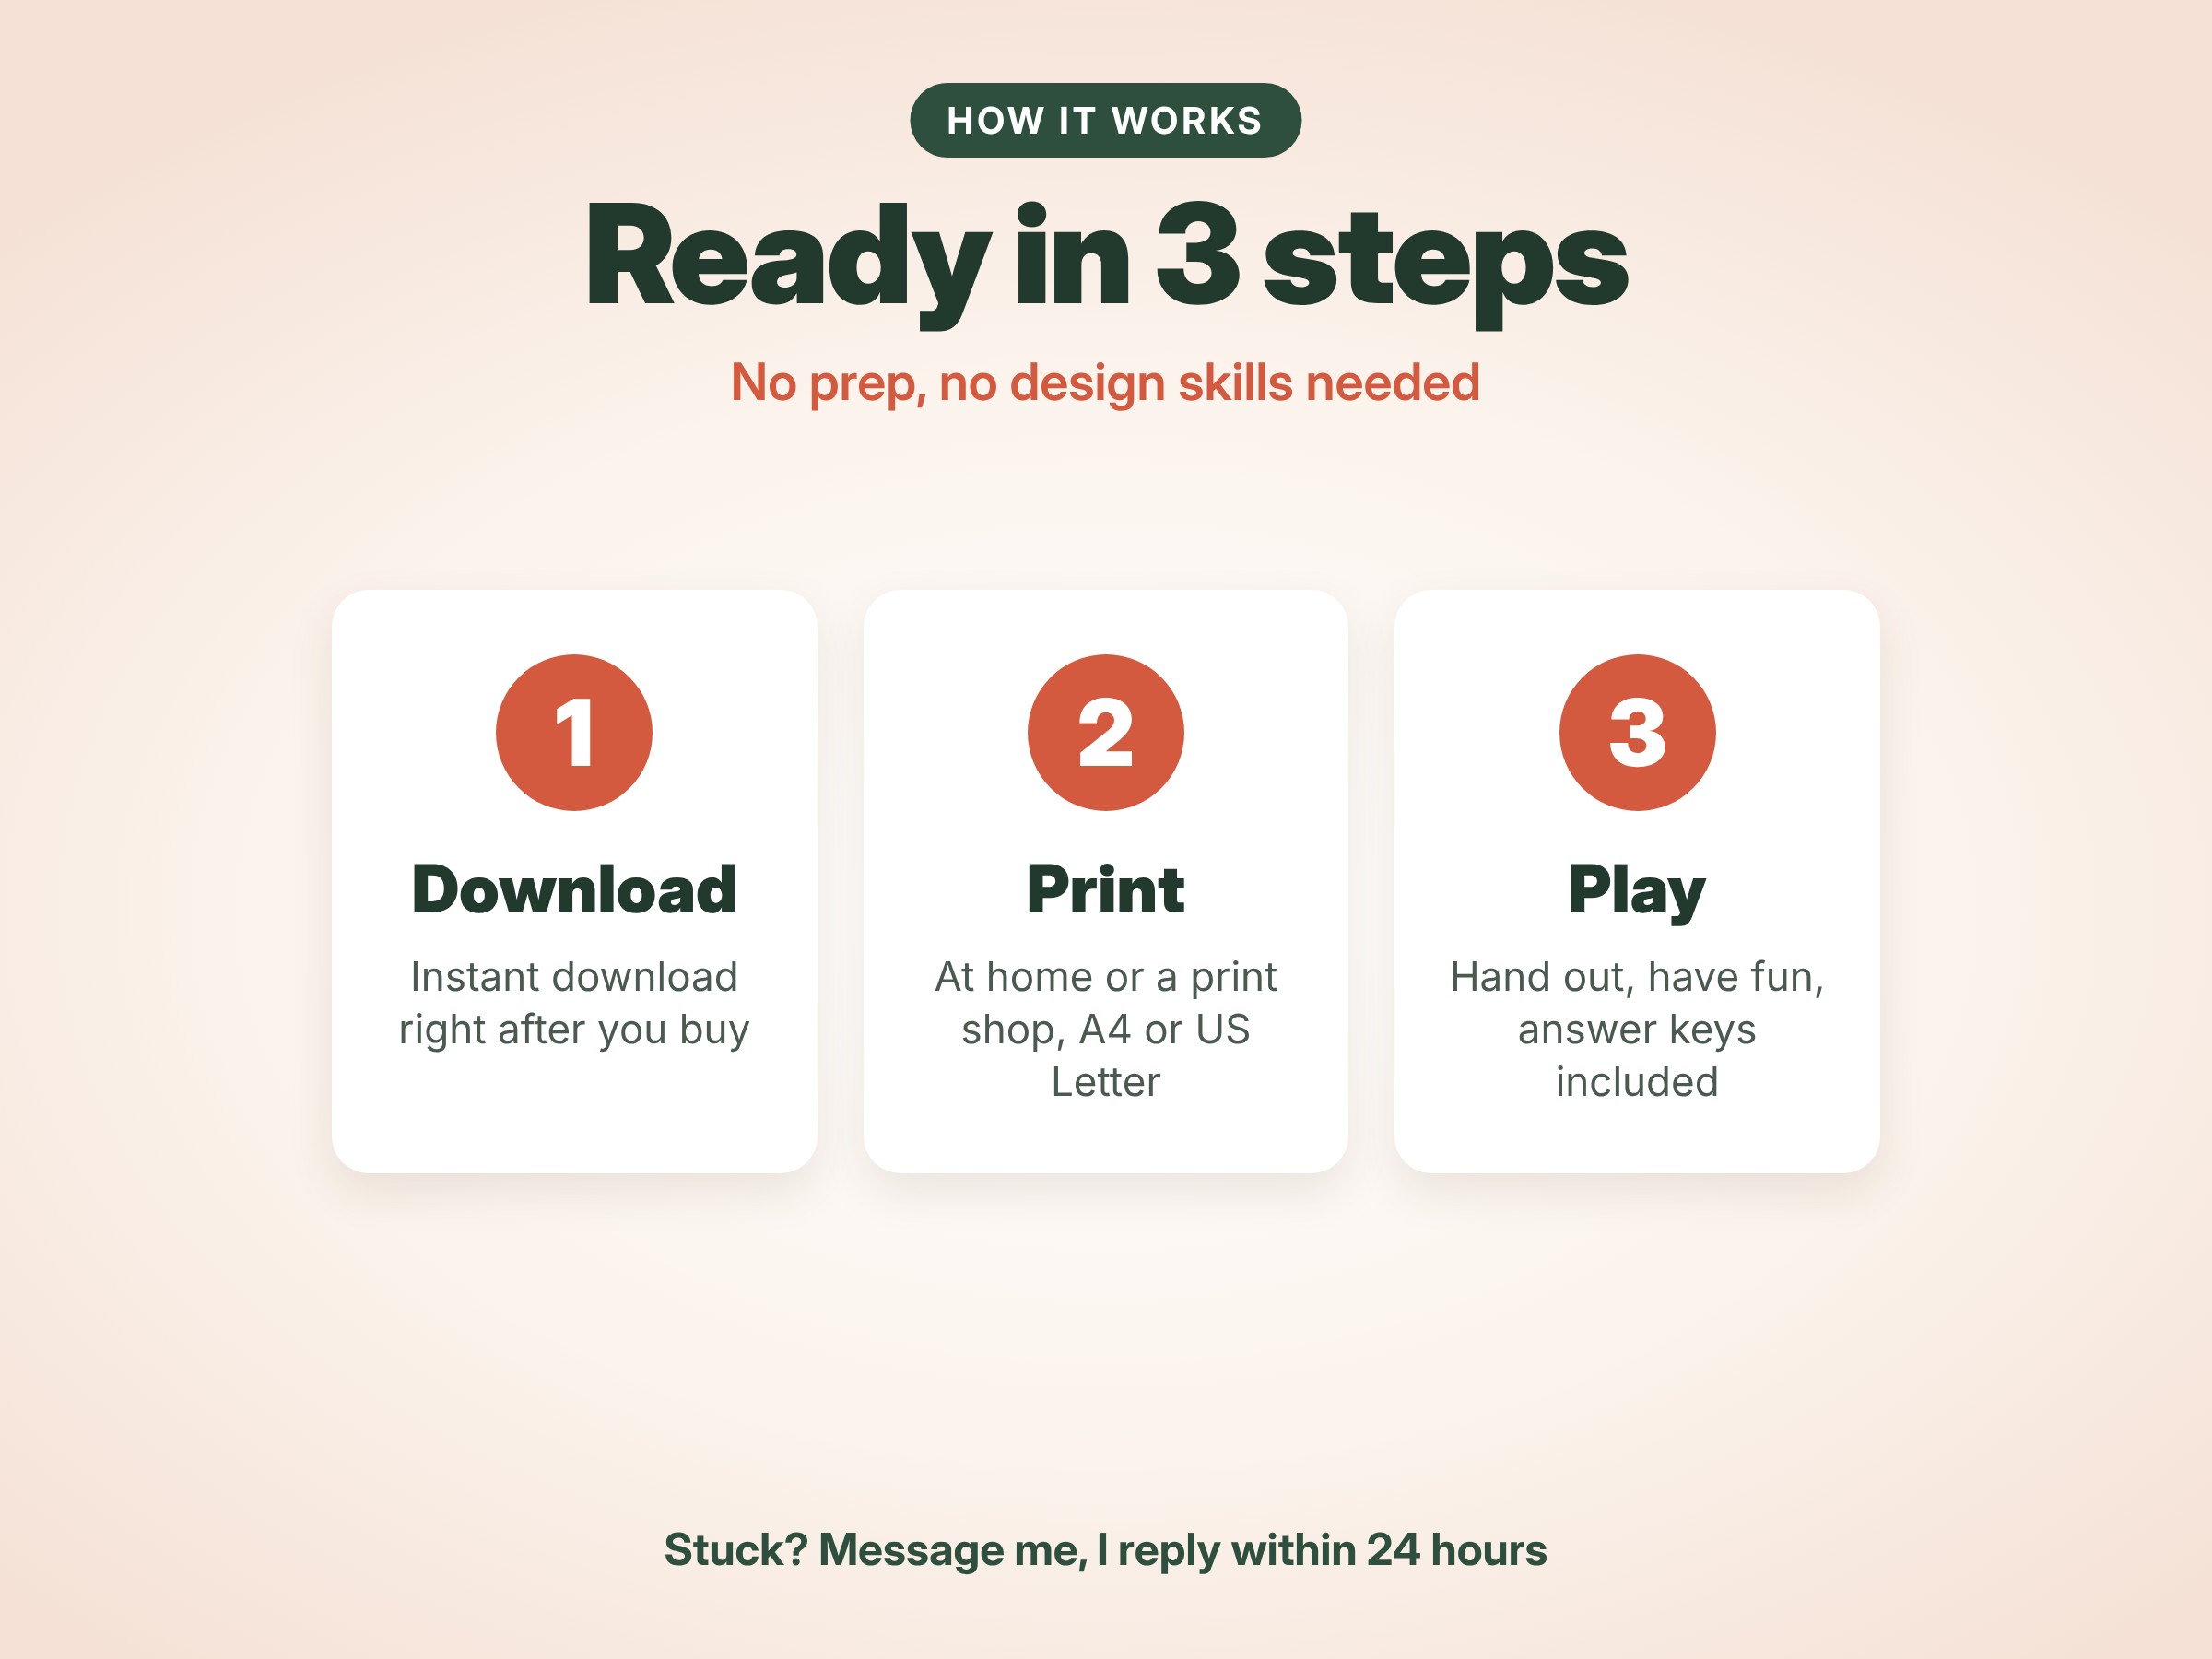 HOW IT WORKS
Ready in 3 steps
No prep, no design skills needed
1
Download
Instant download
right after you buy
2
Print
At home or a print
shop, A4 or US
Letter
3
Play
Hand out, have fun,
answer keys
included
Stuck? Message me, I reply within 24 hours